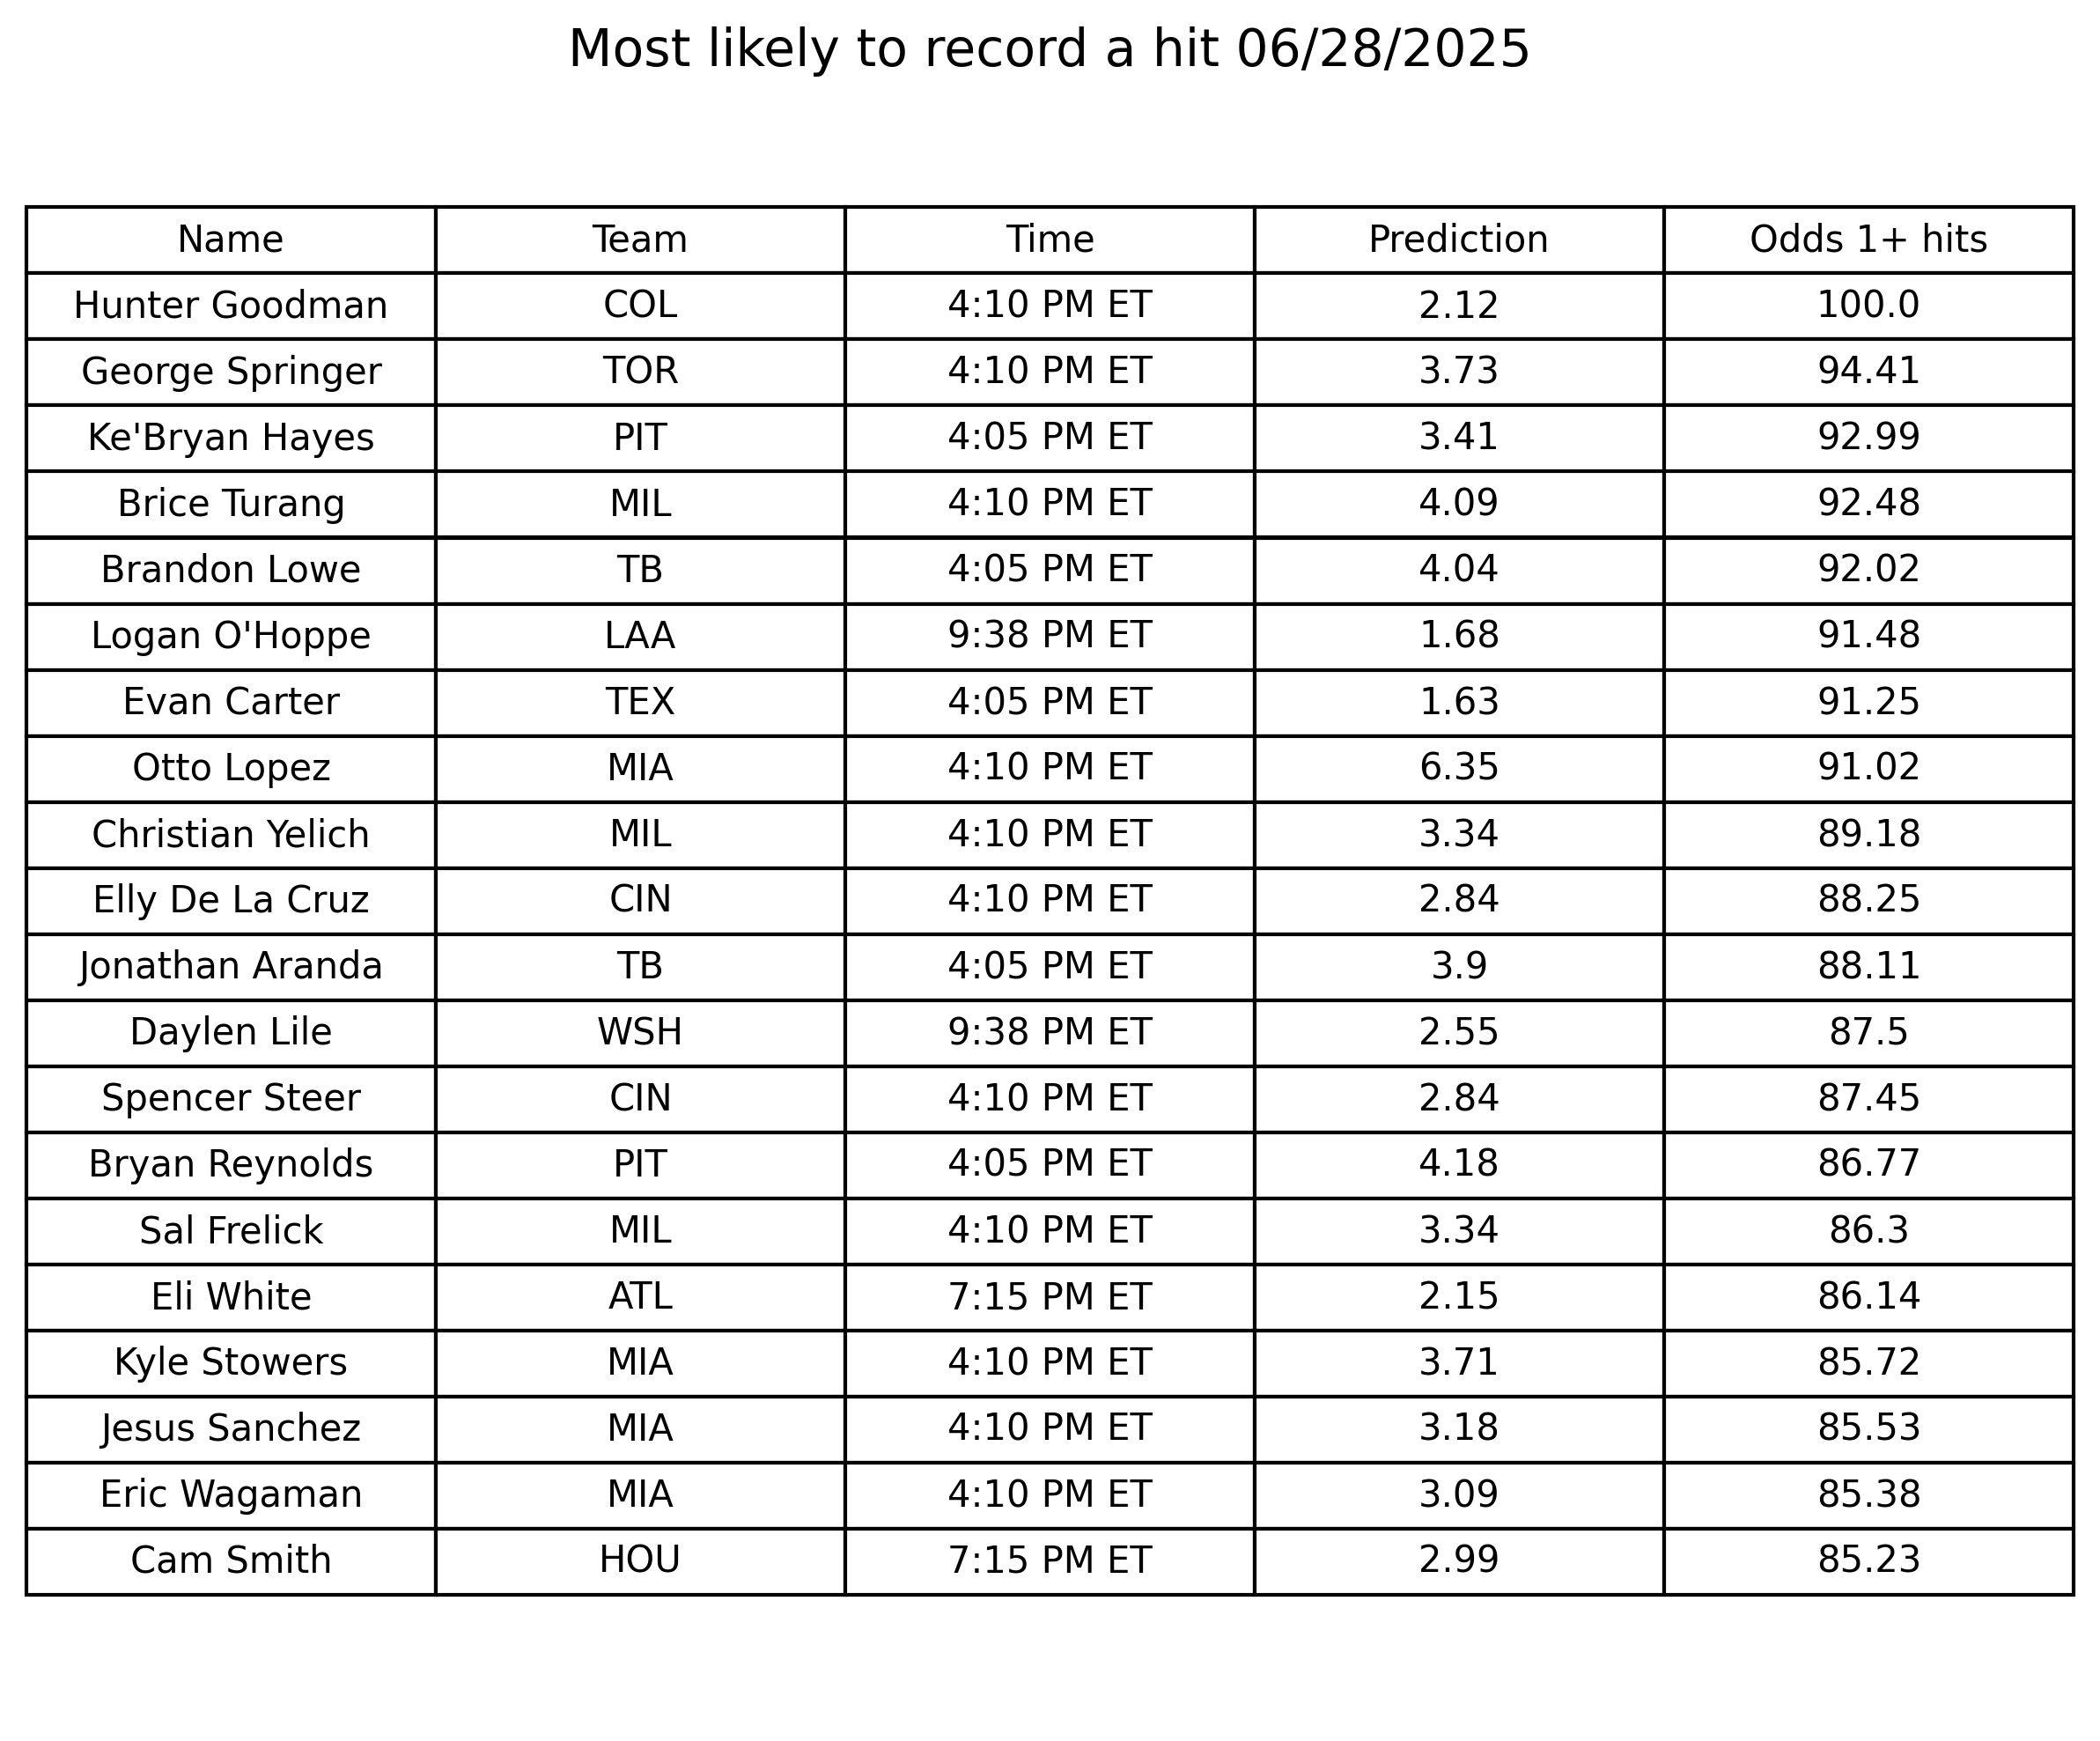 Most likely to record a hit 06/28/2025
Name Team Time Prediction Odds 1+ hits
Hunter Goodman COL 4:10 PM ET 2.12 100.0
George Springer TOR 4:10 PM ET 3.73 94.41
Ke'Bryan Hayes PIT 4:05 PM ET 3.41 92.99
Brice Turang MIL 4:10 PM ET 4.09 92.48
Brandon Lowe TB 4:05 PM ET 4.04 92.02
Logan O'Hoppe LAA 9:38 PM ET 1.68 91.48
Evan Carter TEX 4:05 PM ET 1.63 91.25
Otto Lopez MIA 4:10 PM ET 6.35 91.02
Christian Yelich MIL 4:10 PM ET 3.34 89.18
Elly De La Cruz CIN 4:10 PM ET 2.84 88.25
Jonathan Aranda TB 4:05 PM ET 3.9 88.11
Daylen Lile WSH 9:38 PM ET 2.55 87.5
Spencer Steer CIN 4:10 PM ET 2.84 87.45
Bryan Reynolds PIT 4:05 PM ET 4.18 86.77
Sal Frelick MIL 4:10 PM ET 3.34 86.3
Eli White ATL 7:15 PM ET 2.15 86.14
Kyle Stowers MIA 4:10 PM ET 3.71 85.72
Jesus Sanchez MIA 4:10 PM ET 3.18 85.53
Eric Wagaman MIA 4:10 PM ET 3.09 85.38
Cam Smith HOU 7:15 PM ET 2.99 85.23